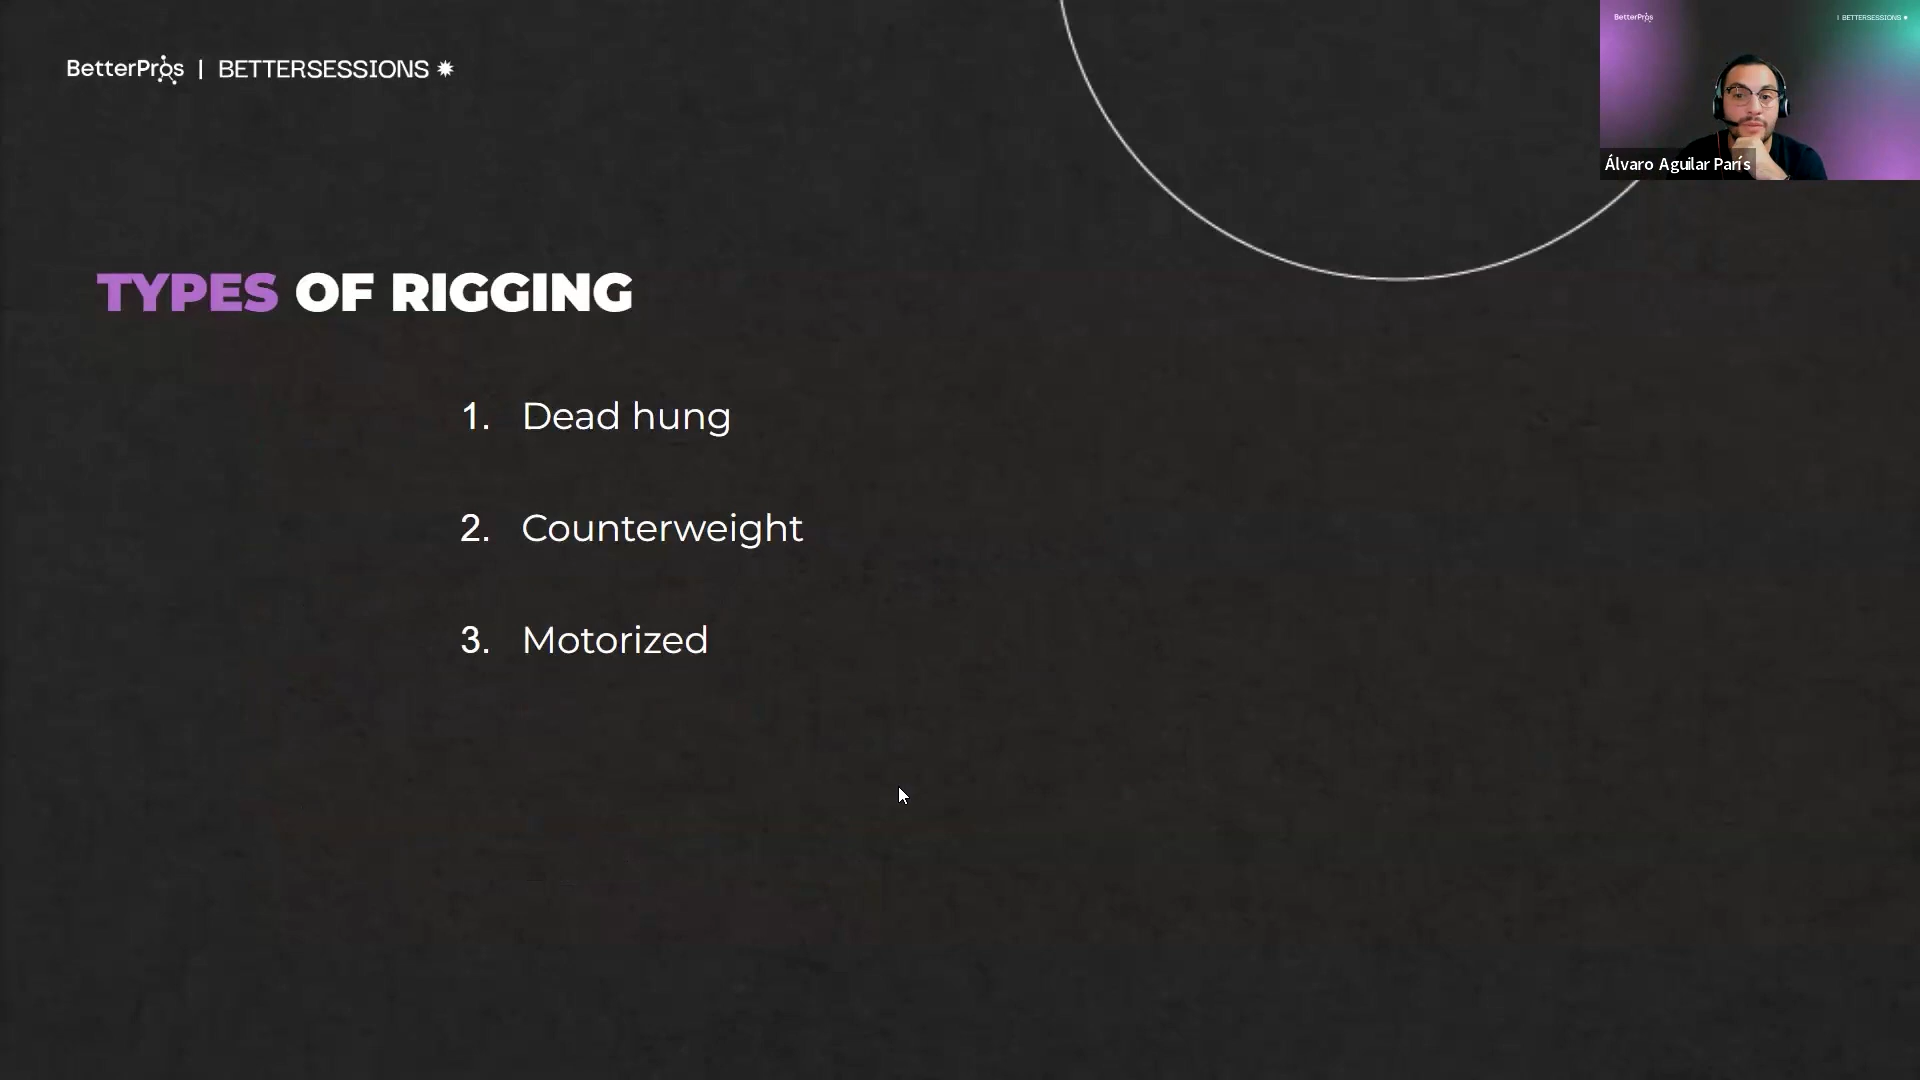 BetterPros | BETTERSESSIONS
BetterPros
| BETTERSESSIONS
Álvaro Aguilar París
TYPES OF RIGGING
1. Dead hung
2. Counterweight
3. Motorized